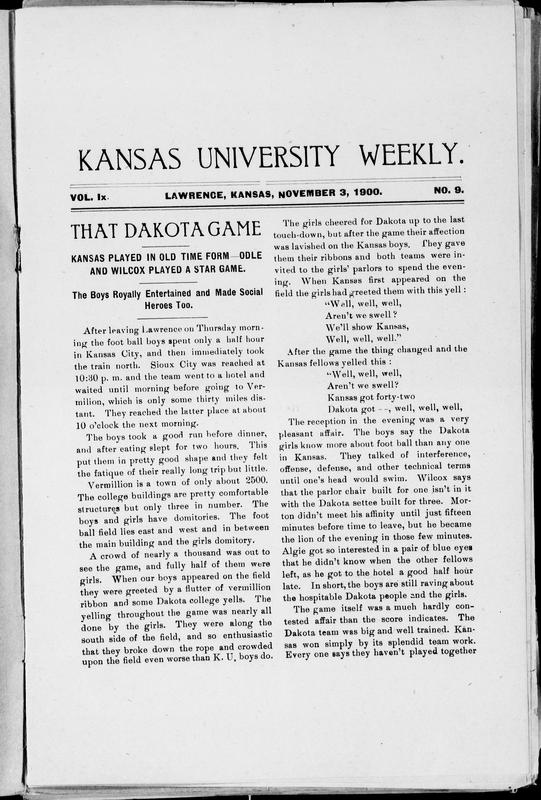 KANSAS UNIVERSITY WEEKLY.
VOL. Ix. LAWRENCE, KANSAS, NOVEMBER 3, 1900. NO. 9.
THAT DAKOTA GAME
KANSAS PLAYED IN OLD TIME FORM—ODLE
AND WILCOX PLAYED A STAR GAME.
The Boys Royally Entertained and Made Social
Heroes Too.
After leaving Lawrence on Thursday morn-
ing the foot ball boys spent only a half hour
in Kansas City, and then immediately took
the train north. Sioux City was reached at
10:30 p. m. and the team went to a hotel and
waited until morning before going to Ver-
milion, which is only some thirty miles dis-
tant. They reached the latter place at about
10 o'clock the next morning.
The boys took a good run before dinner,
and after eating slept for two hours. This
put them in pretty good shape and they felt
the fatique of their really long trip but little.
Vermillion is a town of only about 2500.
The college buildings are pretty comfortable
structures but only three in number. The
boys and girls have domitories. The foot
ball field lies east and west and in between
the main building and the girls domitory.
A crowd of nearly a thousand was out to
see the game, and fully half of them were
girls. When our boys appeared on the field
they were greeted by a flutter of vermillion
ribbon and some Dakota college yells. The
yelling throughout the game was nearly all
done by the girls. They were along the
south side of the field, and so enthusiastic
that they broke down the rope and crowded
upon the field even worse than K. U. boys do.
The girls cheered for Dakota up to the last
touch-down, but after the game their affection
was lavished on the Kansas boys. They gave
them their ribbons and both teams were in-
vited to the girls' parlors to spend the even-
ing. When Kansas first appeared on the
field the girls had greeted them with this yell:
"Well, well, well,
Aren't we swell?
We'll show Kansas,
Well, well, well."
After the game the thing changed and the
Kansas fellows yelled this:
"Well, well, well,
Aren't we swell?
Kansas got forty-two
Dakota got --, well, well, well,
The reception in the evening was a very
pleasant affair. The boys say the Dakota
girls know more about foot ball than any one
in Kansas. They talked of interference,
offense, defense, and other technical terms
until one's head would swim. Wilcox says
that the parlor chair built for one isn't in it
with the Dakota settee built for three. Mor-
ton didn't meet his affinity until just fifteen
minutes before time to leave, but he became
the lion of the evening in those few minutes.
Algie got so interested in a pair of blue eyes
that he didn't know when the other fellows
left, as he got to the hotel a good half hour
late. In short, the boys are still raving about
the hospitable Dakota people and the girls.
The game itself was a much hardly con-
tested affair than the score indicates. The
Dakota team was big and well trained. Kan-
sas won simply by its splendid team work.
Every one says they haven't played together